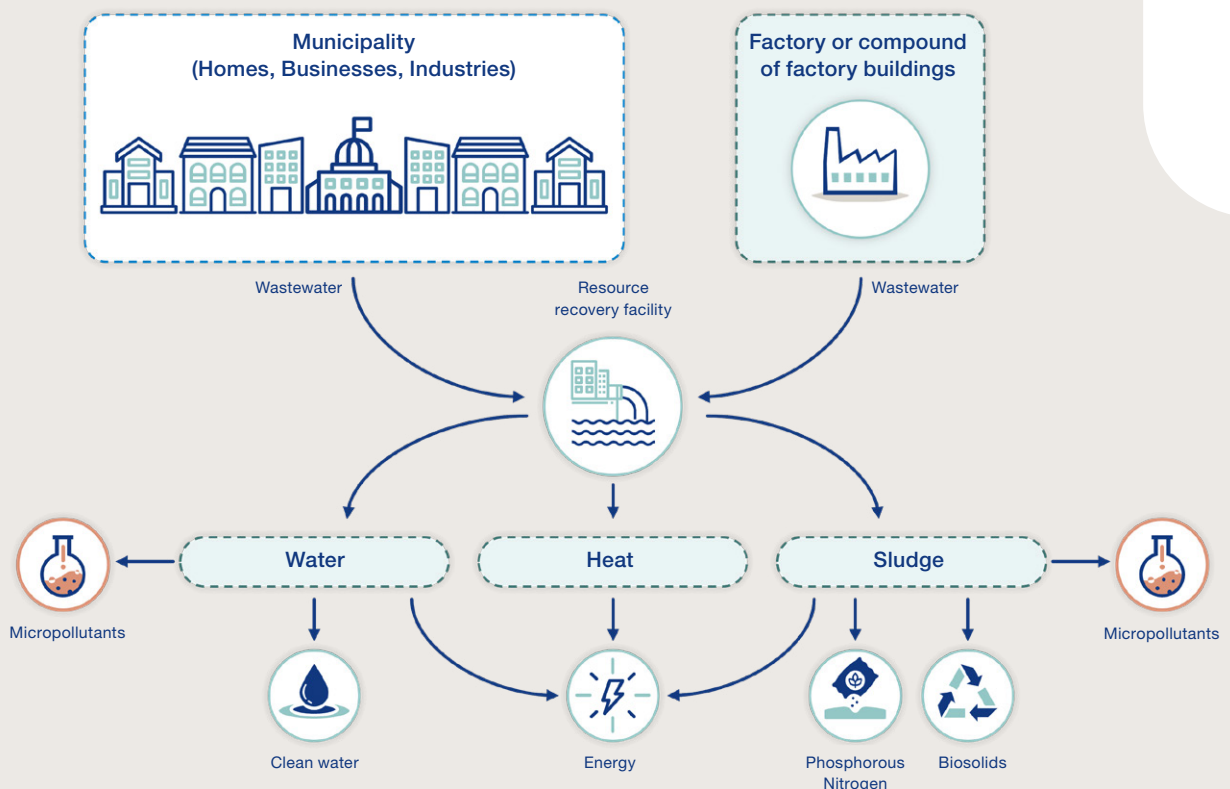 Municipality
(Homes, Businesses, Industries)
Factory or compound
of factory buildings
Wastewater
Resource
recovery facility
Wastewater
Water
Heat
Sludge
Micropollutants
Micropollutants
Clean water
Energy
Phosphorous
Nitrogen
Biosolids